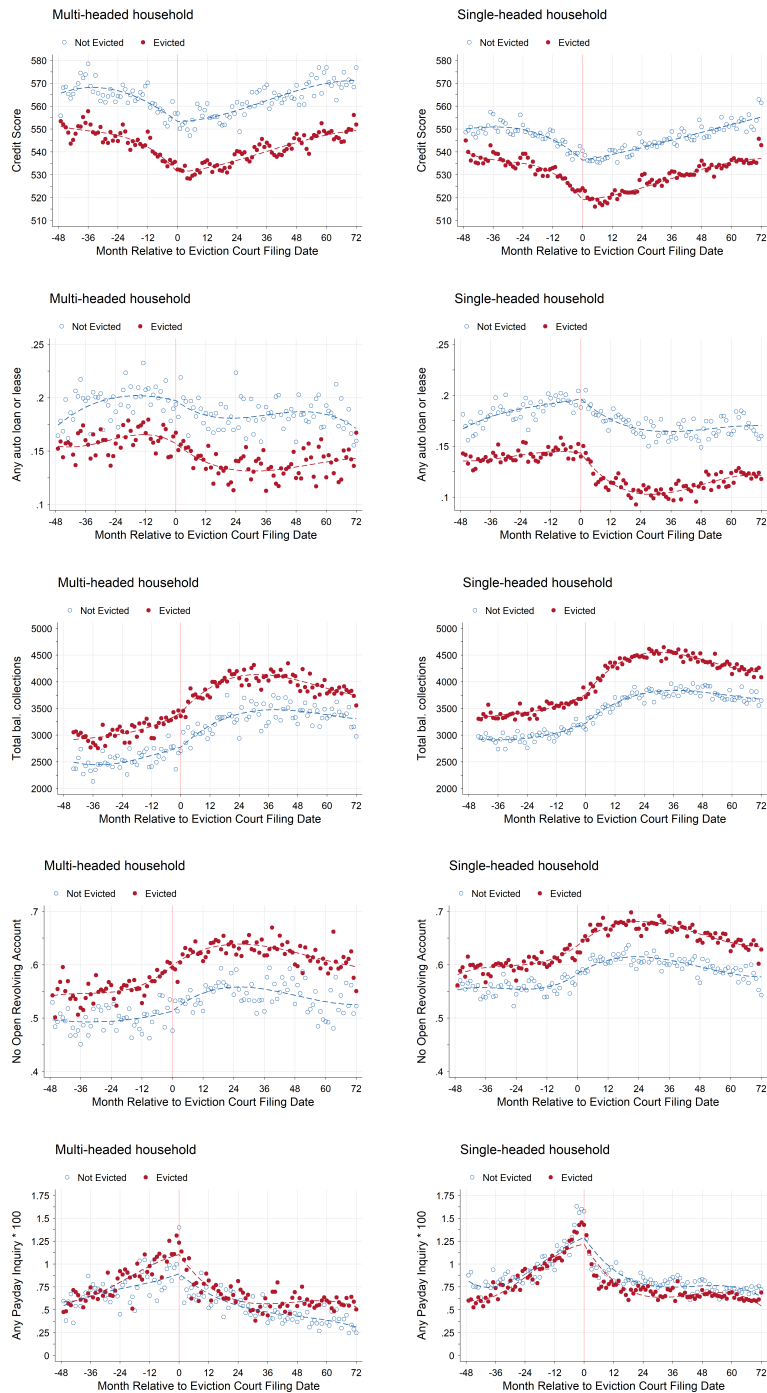 Multi-headed household
Not Evicted Evicted
Credit Score
580
570
560
550
540
530
520
510
-48 -36 -24 -12 0 12 24 36 48 60 72
Month Relative to Eviction Court Filing Date
Single-headed household
Not Evicted Evicted
Credit Score
580
570
560
550
540
530
520
510
-48 -36 -24 -12 0 12 24 36 48 60 72
Month Relative to Eviction Court Filing Date
Multi-headed household
Not Evicted Evicted
Any auto loan or lease
.25
.2
.15
.1
-48 -36 -24 -12 0 12 24 36 48 60 72
Month Relative to Eviction Court Filing Date
Single-headed household
Not Evicted Evicted
Any auto loan or lease
.25
.2
.15
.1
-48 -36 -24 -12 0 12 24 36 48 60 72
Month Relative to Eviction Court Filing Date
Multi-headed household
Not Evicted Evicted
Total bal. collections
5000
4500
4000
3500
3000
2500
2000
-48 -36 -24 -12 0 12 24 36 48 60 72
Month Relative to Eviction Court Filing Date
Single-headed household
Not Evicted Evicted
Total bal. collections
5000
4500
4000
3500
3000
2500
2000
-48 -36 -24 -12 0 12 24 36 48 60 72
Month Relative to Eviction Court Filing Date
Multi-headed household
Not Evicted Evicted
No Open Revolving Account
.7
.6
.5
.4
-48 -36 -24 -12 0 12 24 36 48 60 72
Month Relative to Eviction Court Filing Date
Single-headed household
Not Evicted Evicted
No Open Revolving Account
.7
.6
.5
.4
-48 -36 -24 -12 0 12 24 36 48 60 72
Month Relative to Eviction Court Filing Date
Multi-headed household
Not Evicted Evicted
Any Payday Inquiry * 100
1.75
1.5
1.25
1
.75
.5
.25
0
-48 -36 -24 -12 0 12 24 36 48 60 72
Month Relative to Eviction Court Filing Date
Single-headed household
Not Evicted Evicted
Any Payday Inquiry * 100
1.75
1.5
1.25
1
.75
.5
.25
0
-48 -36 -24 -12 0 12 24 36 48 60 72
Month Relative to Eviction Court Filing Date